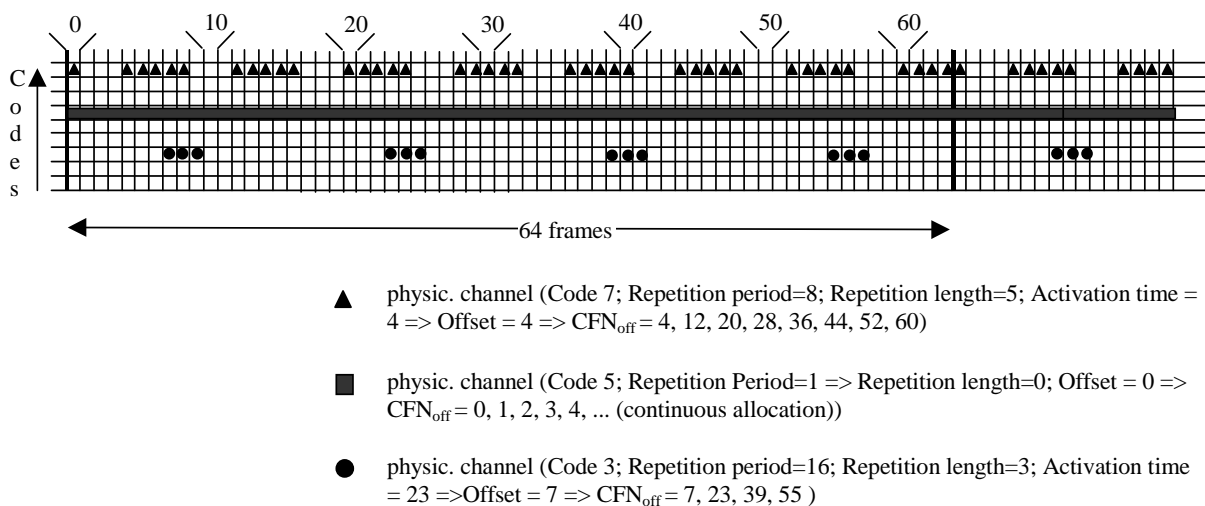 0 10 20 30 40 50 60
C
o
d
e
s
64 frames
physic. channel (Code 7; Repetition period=8; Repetition length=5; Activation time =
4 => Offset = 4 => CFNoff = 4, 12, 20, 28, 36, 44, 52, 60)
physic. channel (Code 5; Repetition Period=1 => Repetition length=0; Offset = 0 =>
CFNoff = 0, 1, 2, 3, 4, ... (continuous allocation))
physic. channel (Code 3; Repetition period=16; Repetition length=3; Activation time
= 23 =>Offset = 7 => CFNoff = 7, 23, 39, 55 )